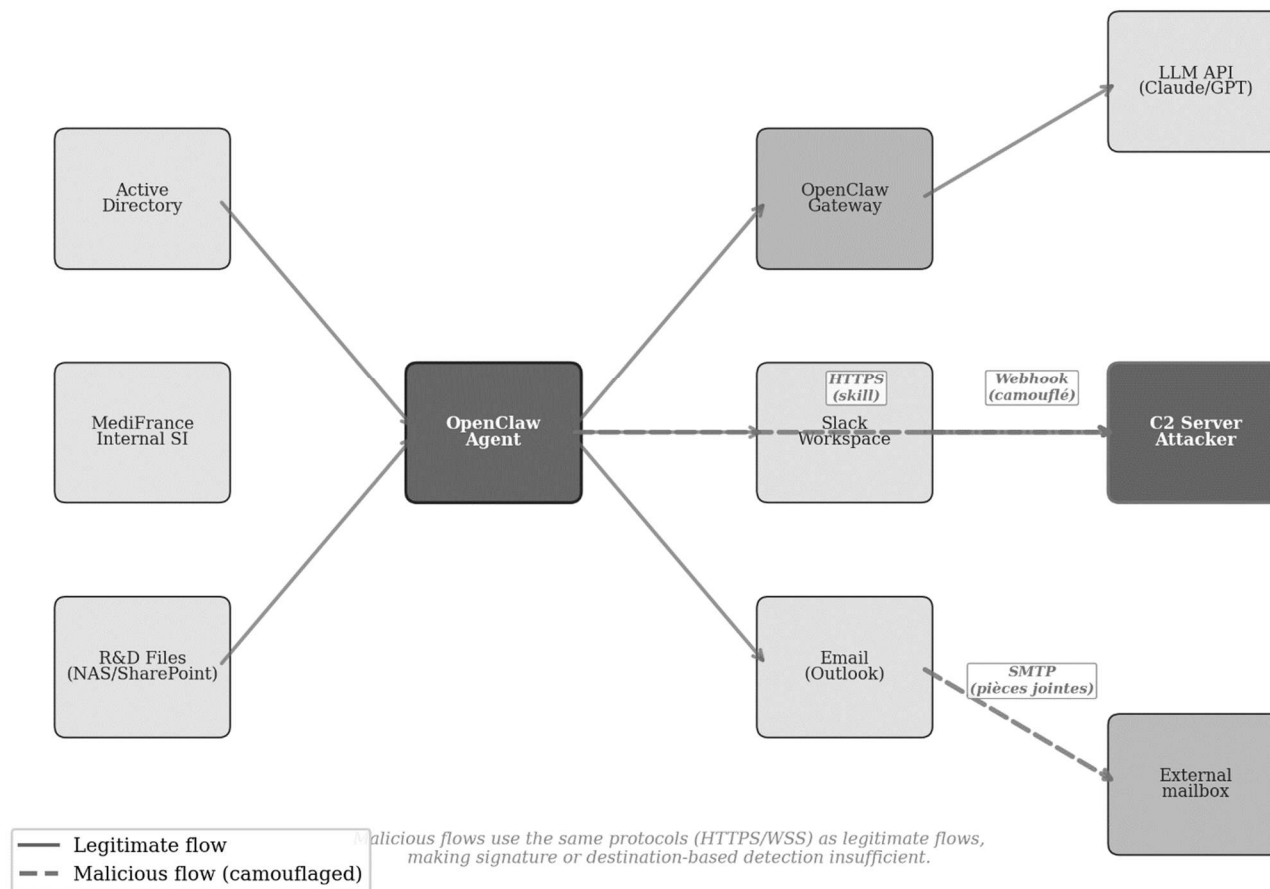 LLM API
(Claude/GPT)
Active
Directory
OpenClaw
Gateway
MediFrance
Internal SI
OpenClaw
Agent
HTTPS
(skill)
Slack
Workspace
Webhook
(camouflé)
C2 Server
Attacker
R&D Files
(NAS/SharePoint)
Email
(Outlook)
SMTP
(pièces jointes)
External
mailbox
Legitimate flow
Malicious flow (camouflaged)
Malicious flows use the same protocols (HTTPS/WSS) as legitimate flows,
making signature or destination-based detection insufficient.